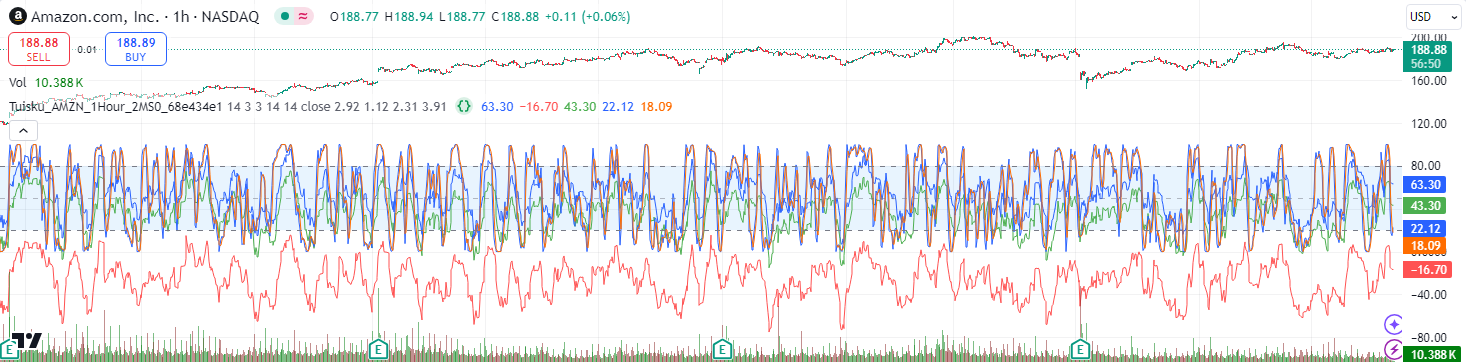 Amazon.com, Inc. · 1h · NASDAQ O188.77 H188.94 L188.77 C188.88 +0.11 (+0.06%)
USD
188.88 SELL 0.01 188.89 BUY
200.00
188.88
56:50
Vol 10.388K
160.00
Tuisku_AMZN_1Hour_2MS0_68e434e1 14 3 3 14 14 close 2.92 1.12 2.31 3.91 63.30 −16.70 43.30 22.12 18.09
120.00
80.00
63.30
43.30
22.12
18.09
−16.70
−40.00
−80.00
E E E E
10.388K